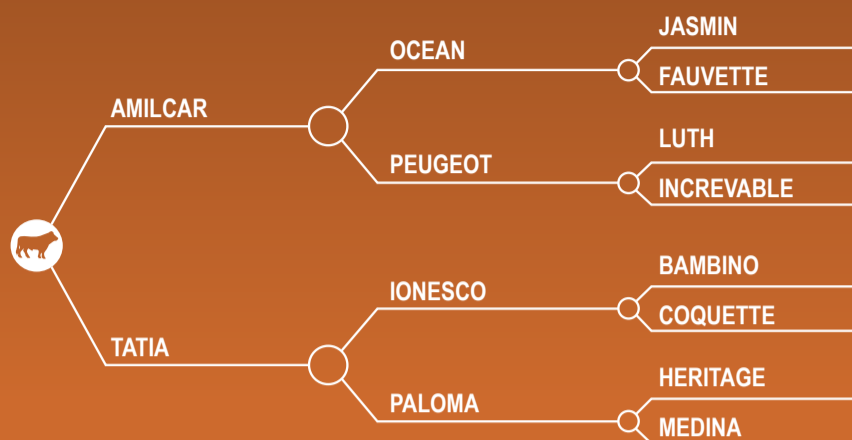 JASMIN
OCEAN
FAUVETTE
AMILCAR
LUTH
PEUGEOT
INCREVABLE
BAMBINO
IONESCO
COQUETTE
TATIA
HERITAGE
PALOMA
MEDINA